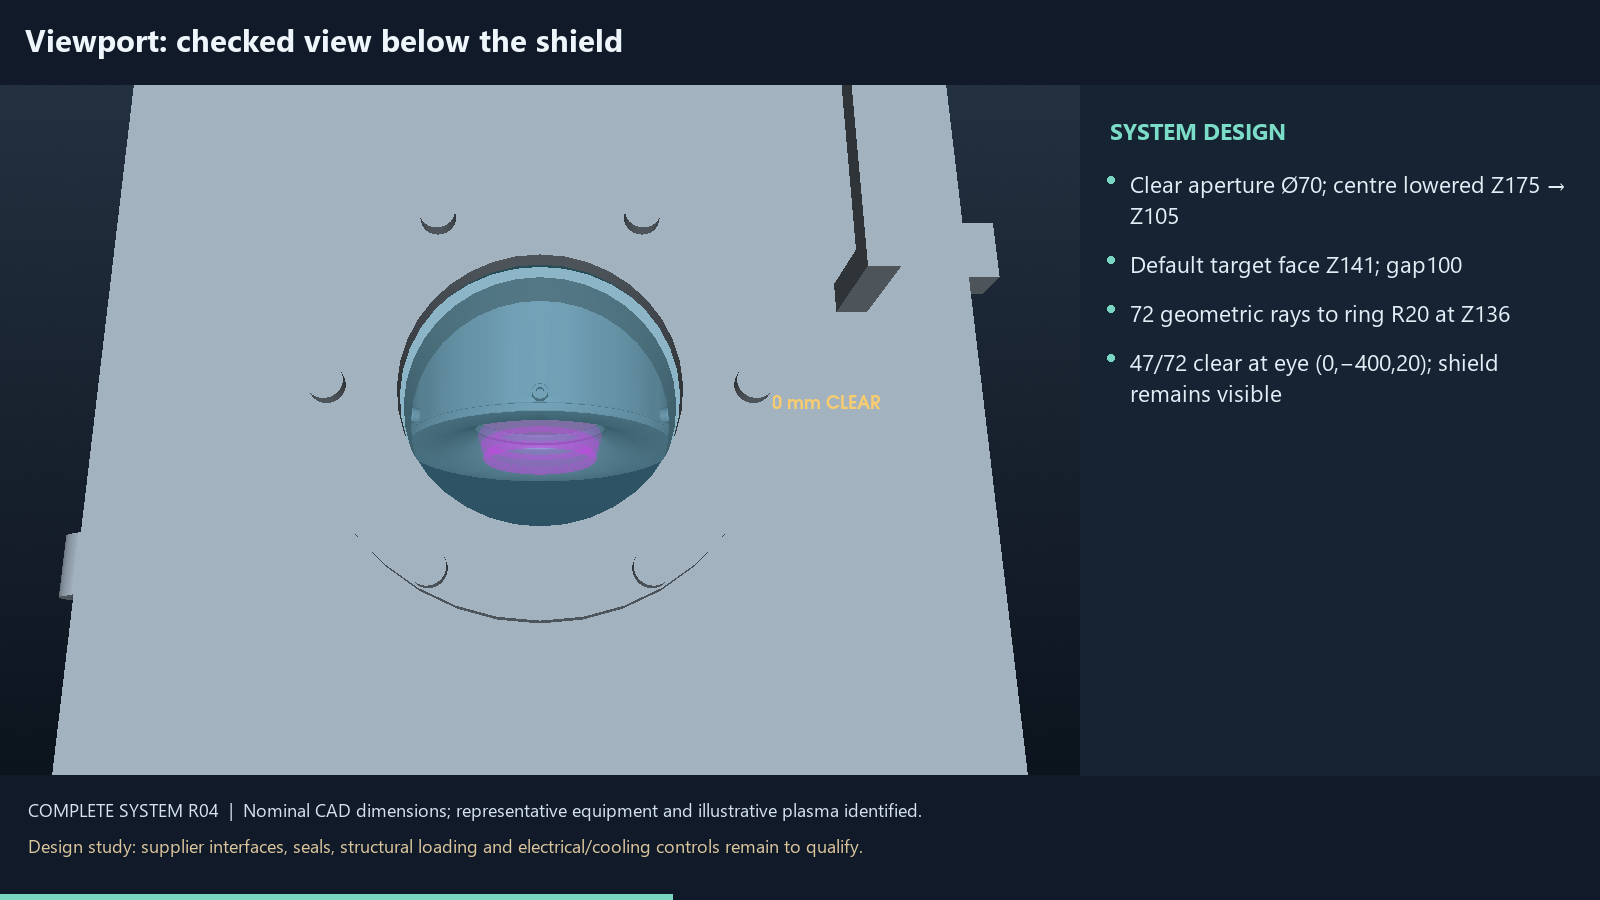 Viewport: checked view below the shield
0 mm CLEAR
SYSTEM DESIGN
Clear aperture Ø70; centre lowered Z175 →
Z105
Default target face Z141; gap100
72 geometric rays to ring R20 at Z136
47/72 clear at eye (0,−400,20); shield
remains visible
COMPLETE SYSTEM R04 | Nominal CAD dimensions; representative equipment and illustrative plasma identified.
Design study: supplier interfaces, seals, structural loading and electrical/cooling controls remain to qualify.